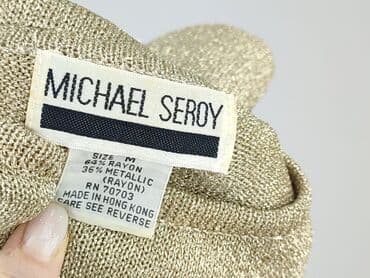 MICHAEL SEROY
SIZE M
64% RAYON
36% METALLIC
(RAYON)
RN 70703
MADE IN HONG KONG
CARE SEE REVERSE